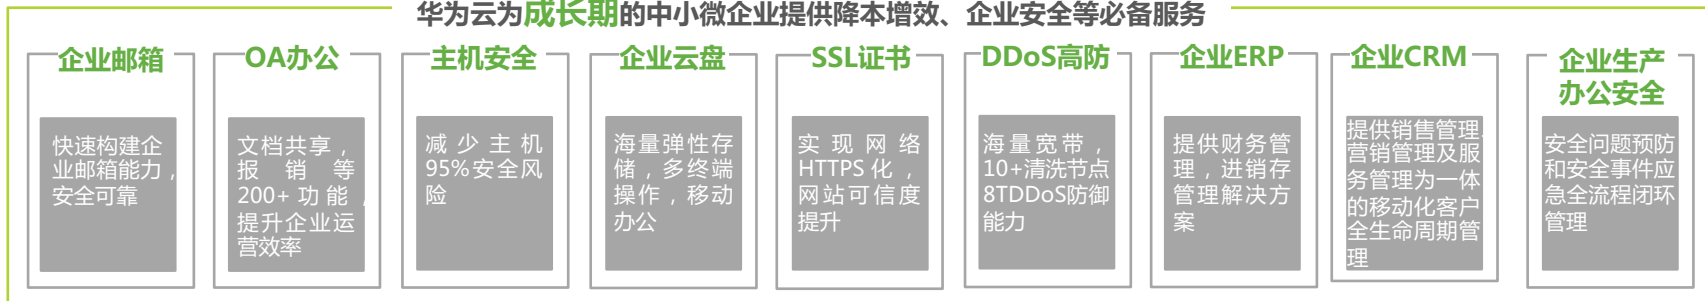 华为云为成长期的中小微企业提供降本增效、企业安全等必备服务
企业邮箱
快速构建企
业邮箱能力，
安全可靠
OA办公
文档共享，
报销等
200+功能，
提升企业运
营效率
主机安全
减少主机
95%安全风
险
企业云盘
海量弹性存
储，多终端
操作，移动
办公
SSL证书
实现网络
HTTPS化，
网站可信度
提升
DDoS高防
海量宽带，
10+清洗节点
8TDDoS防御
能力
企业ERP
提供财务管
理，进销存
管理解决方
案
企业CRM
提供销售管理、
营销管理及服
务管理为一体
的移动化客户
全生命周期管
理
企业生产
办公安全
安全问题预防
和安全事件应
急全流程闭环
管理